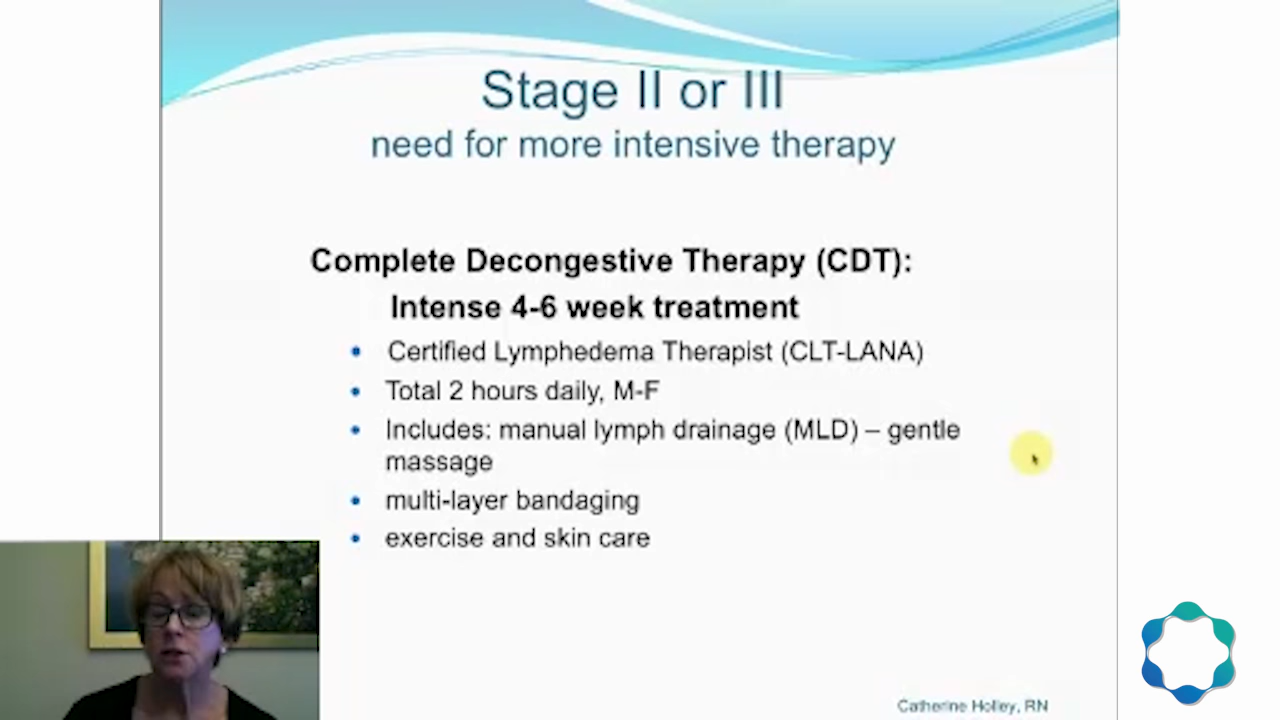 Stage II or III
need for more intensive therapy
Complete Decongestive Therapy (CDT):
Intense 4-6 week treatment
• Certified Lymphedema Therapist (CLT-LANA)
• Total 2 hours daily, M-F
• Includes: manual lymph drainage (MLD) – gentle
massage
• multi-layer bandaging
• exercise and skin care
Catherine Holley, RN